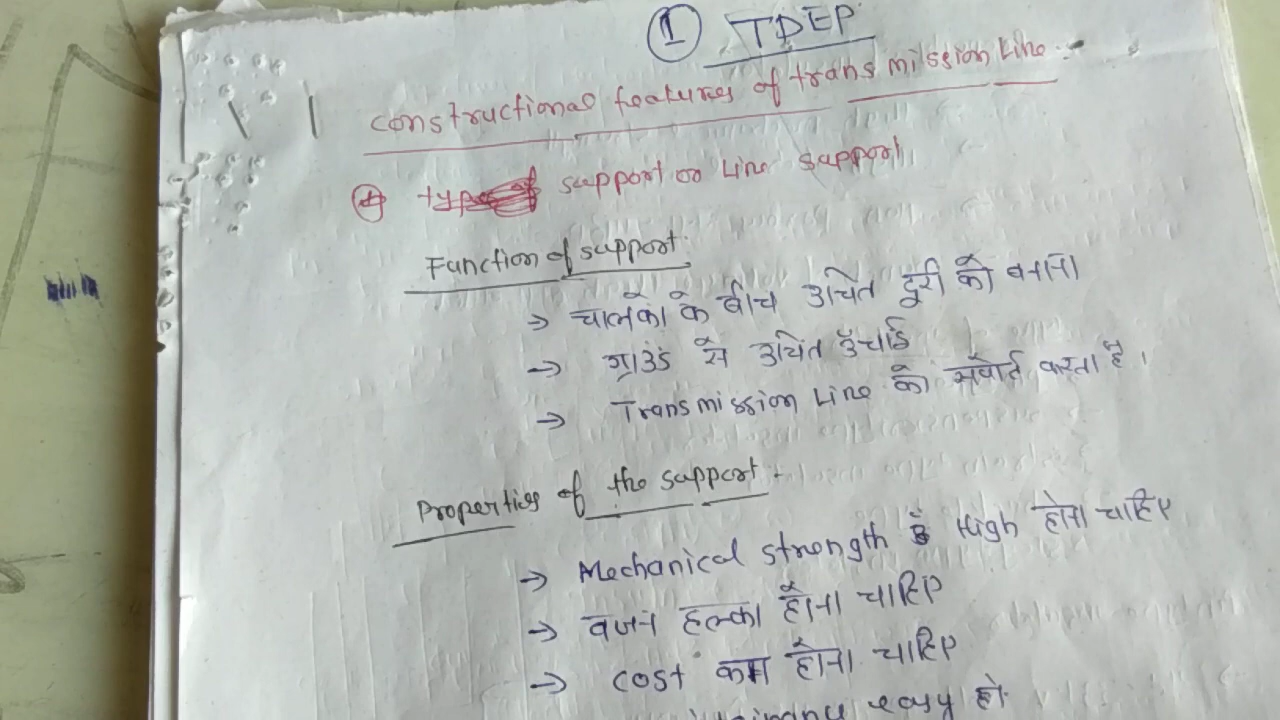 ① TDEP
constructional features of transmission Line :-
support or Line support
Function of support:
→ चालकों के बीच उचित दूरी को बनाना
→ ग्राउंड से उचित ऊँचाई
→ Transmission Line को सपोर्ट करता है।
Properties of the support -
→ Mechanical strength High होना चाहिए
→ वजन हल्का होना चाहिए
→ cost कम होना चाहिए
easy हो